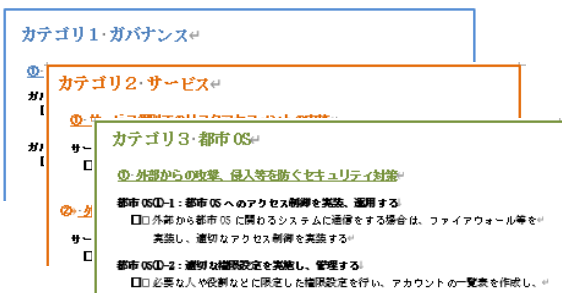 カテゴリ1・ガバナンス↵
①
ガ
ガ
カテゴリ2・サービス↵
①
サー
②
サー
カテゴリ3・都市OS↵
①・外部からの攻撃、侵入等を防ぐセキュリティ対策↵
都市OS①-1:都市OSへのアクセス制御を実装、運用する↓
□□外部から都市OSに関わるシステムに通信をする場合は、ファイアウォール等を↵
実施し、適切なアクセス制御を実装する↵
都市OS①-2:適切な権限設定を実施し、管理する↓
□□必要な人や役割などに限定した権限設定を行い、アカウントの一覧表を作成し、↵